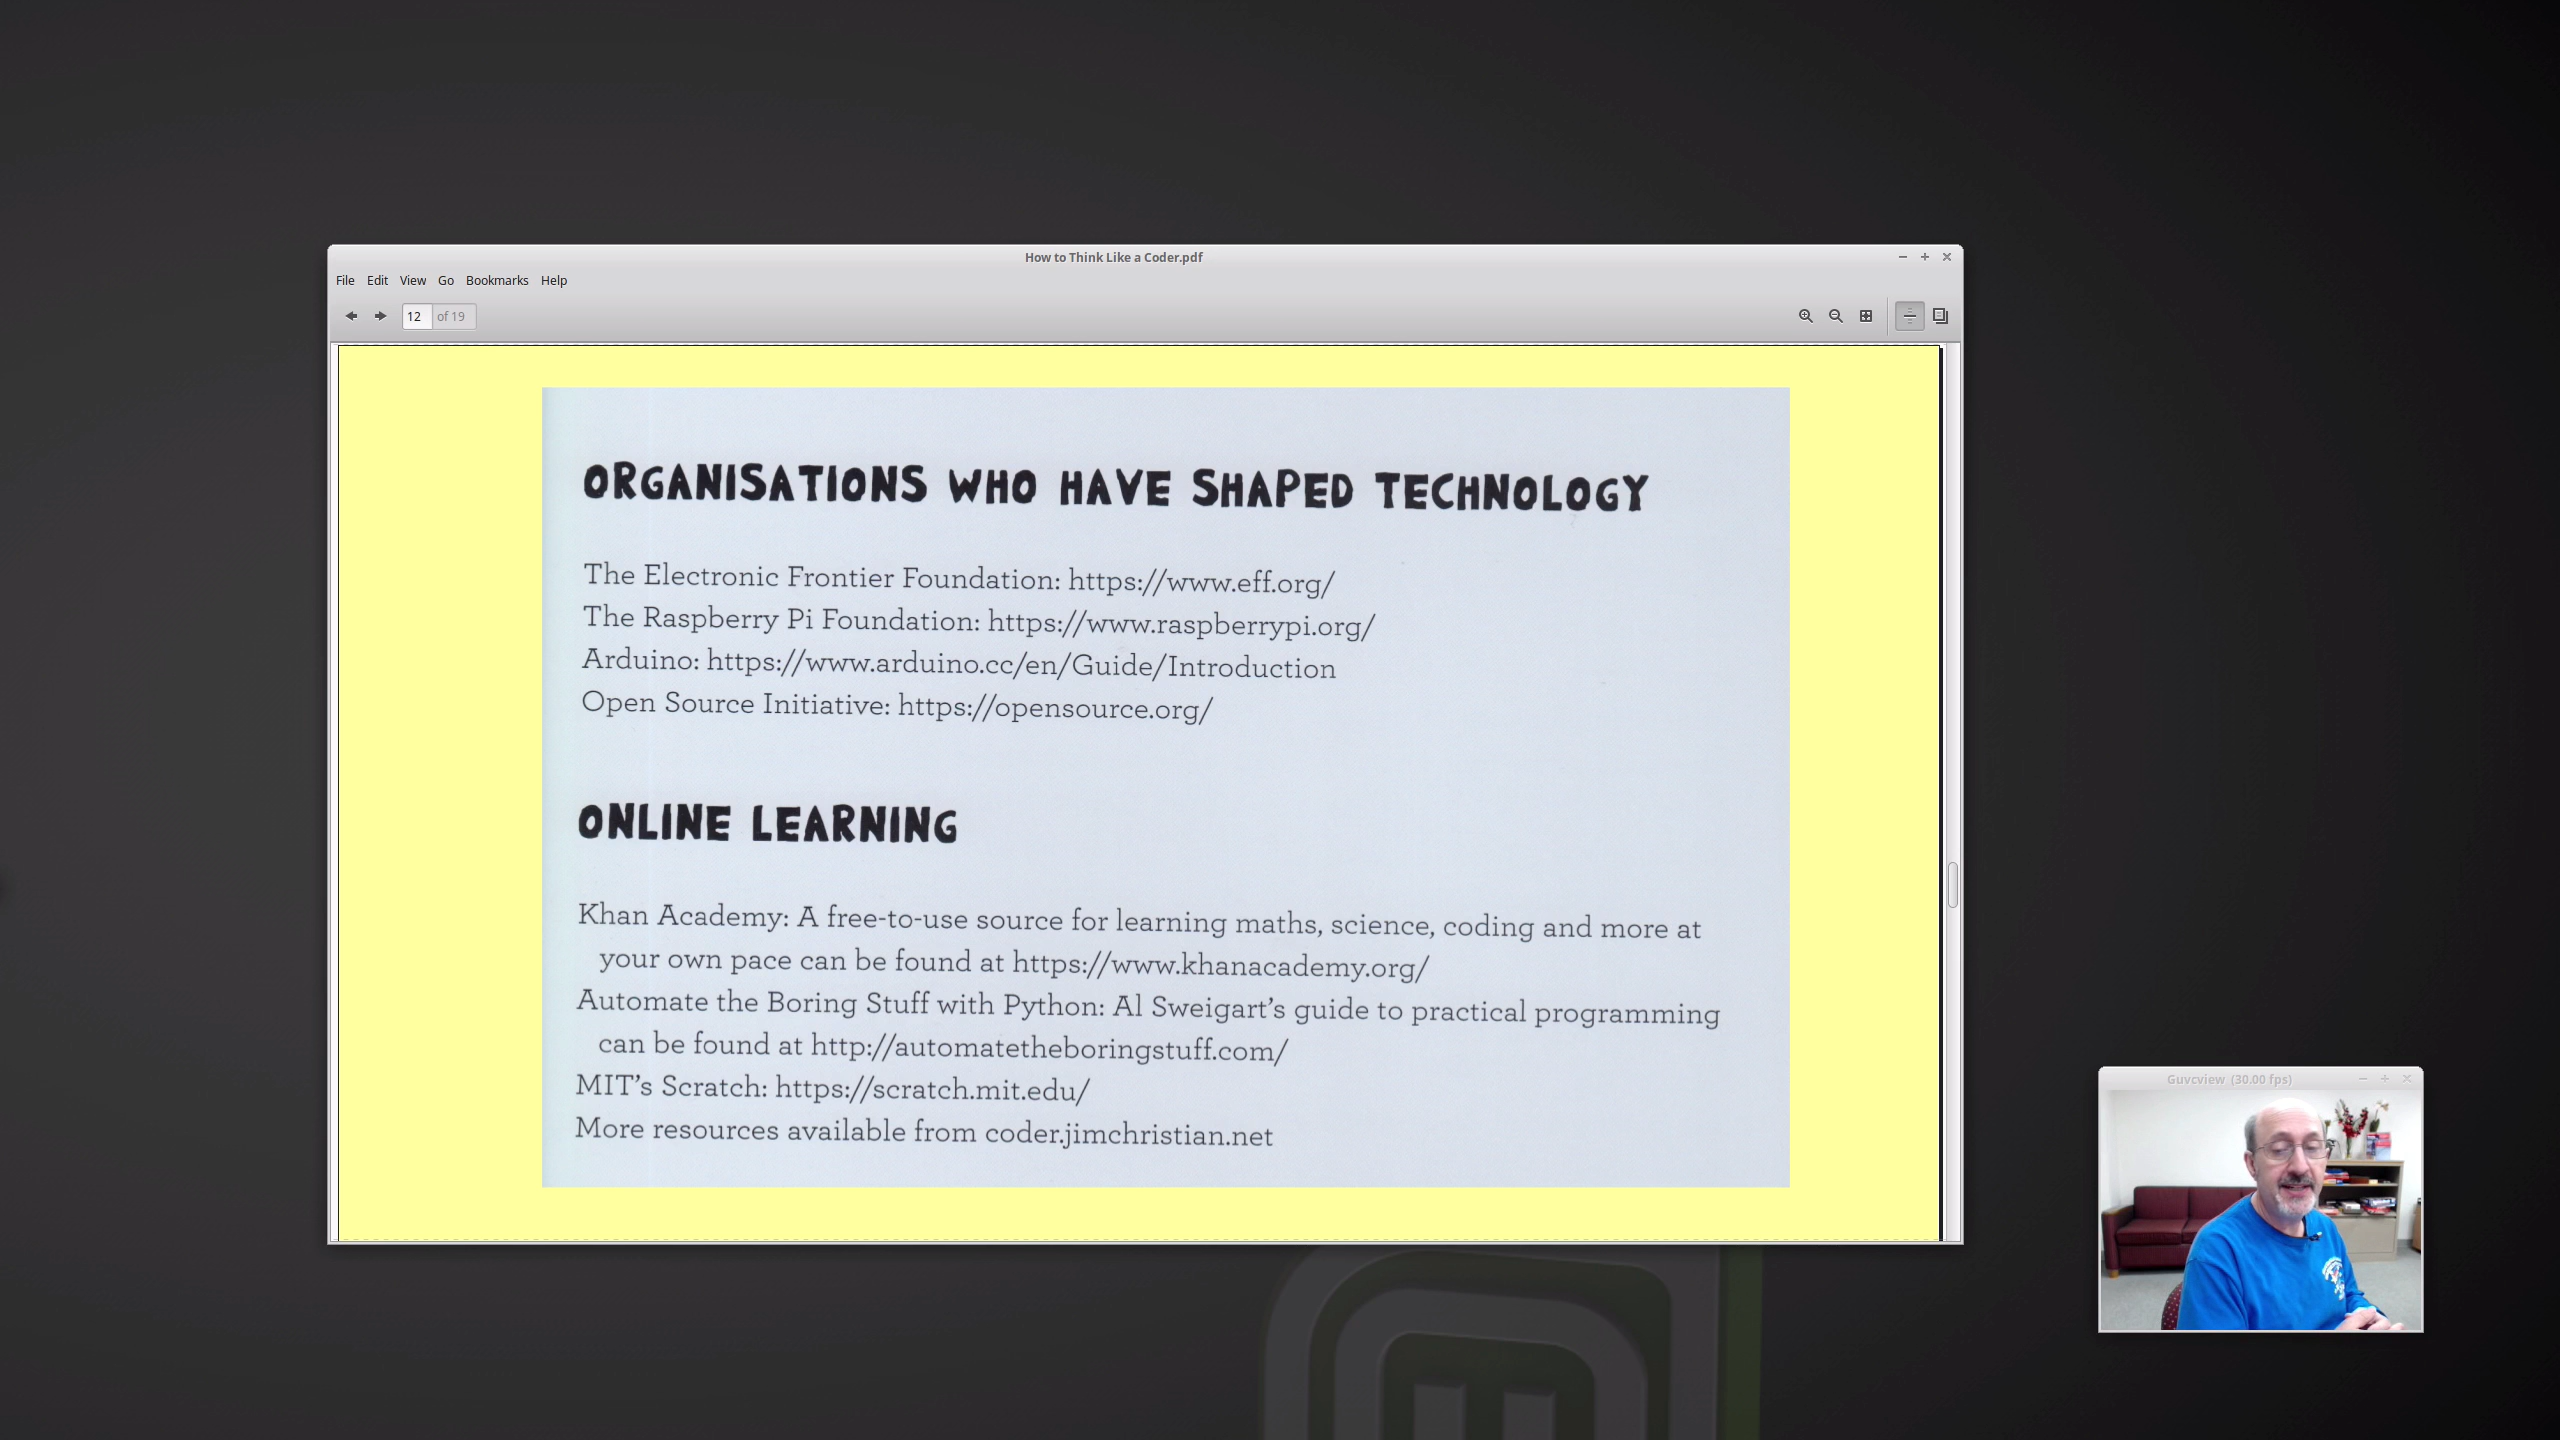 How to Think Like a Coder.pdf
File Edit View Go Bookmarks Help
12 of 19
ORGANISATIONS WHO HAVE SHAPED TECHNOLOGY
The Electronic Frontier Foundation: https://www.eff.org/
The Raspberry Pi Foundation: https://www.raspberrypi.org/
Arduino: https://www.arduino.cc/en/Guide/Introduction
Open Source Initiative: https://opensource.org/
ONLINE LEARNING
Khan Academy: A free-to-use source for learning maths, science, coding and more at
your own pace can be found at https://www.khanacademy.org/
Automate the Boring Stuff with Python: Al Sweigart’s guide to practical programming
can be found at http://automatetheboringstuff.com/
MIT’s Scratch: https://scratch.mit.edu/
More resources available from coder.jimchristian.net
Guvcview (30.00 fps)